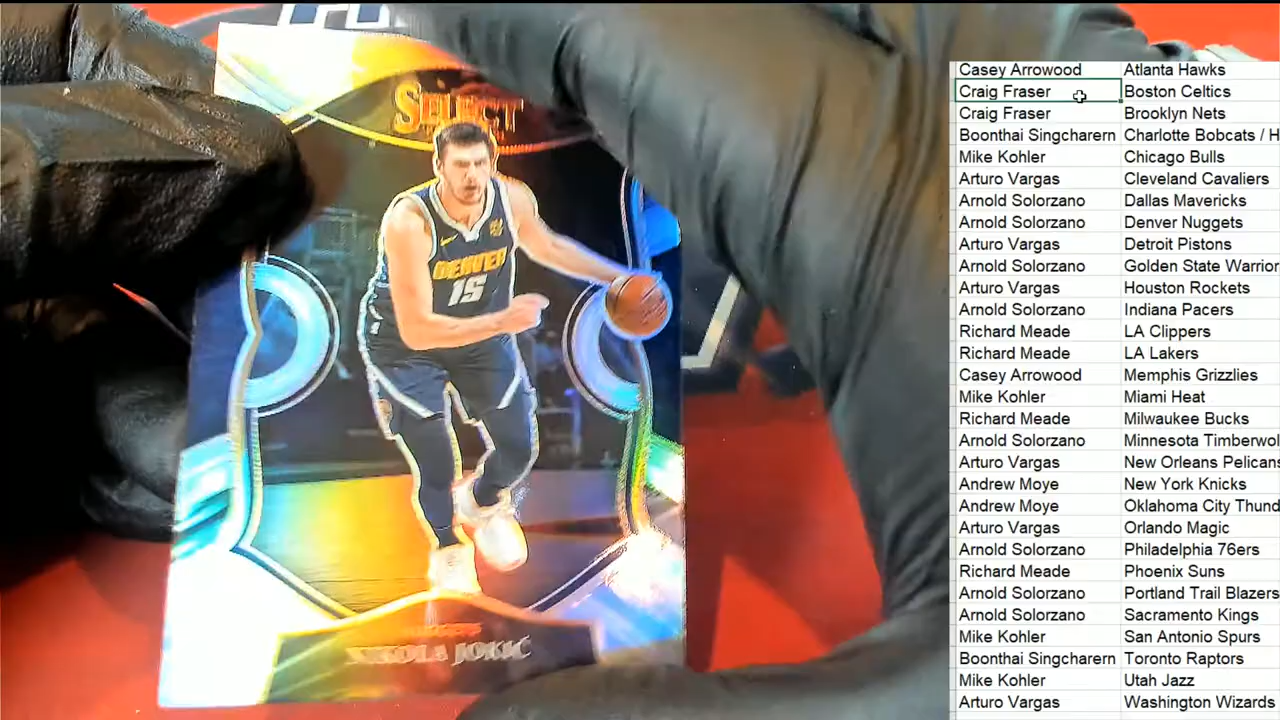 SELECT
DENVER
15
NUGGETS
NIKOLA JOKIĆ
Casey Arrowood Atlanta Hawks
Craig Fraser Boston Celtics
Craig Fraser Brooklyn Nets
Boonthai Singcharern Charlotte Bobcats / H
Mike Kohler Chicago Bulls
Arturo Vargas Cleveland Cavaliers
Arnold Solorzano Dallas Mavericks
Arnold Solorzano Denver Nuggets
Arturo Vargas Detroit Pistons
Arnold Solorzano Golden State Warrior
Arturo Vargas Houston Rockets
Arnold Solorzano Indiana Pacers
Richard Meade LA Clippers
Richard Meade LA Lakers
Casey Arrowood Memphis Grizzlies
Mike Kohler Miami Heat
Richard Meade Milwaukee Bucks
Arnold Solorzano Minnesota Timberwol
Arturo Vargas New Orleans Pelicans
Andrew Moye New York Knicks
Andrew Moye Oklahoma City Thund
Arturo Vargas Orlando Magic
Arnold Solorzano Philadelphia 76ers
Richard Meade Phoenix Suns
Arnold Solorzano Portland Trail Blazers
Arnold Solorzano Sacramento Kings
Mike Kohler San Antonio Spurs
Boonthai Singcharern Toronto Raptors
Mike Kohler Utah Jazz
Arturo Vargas Washington Wizards